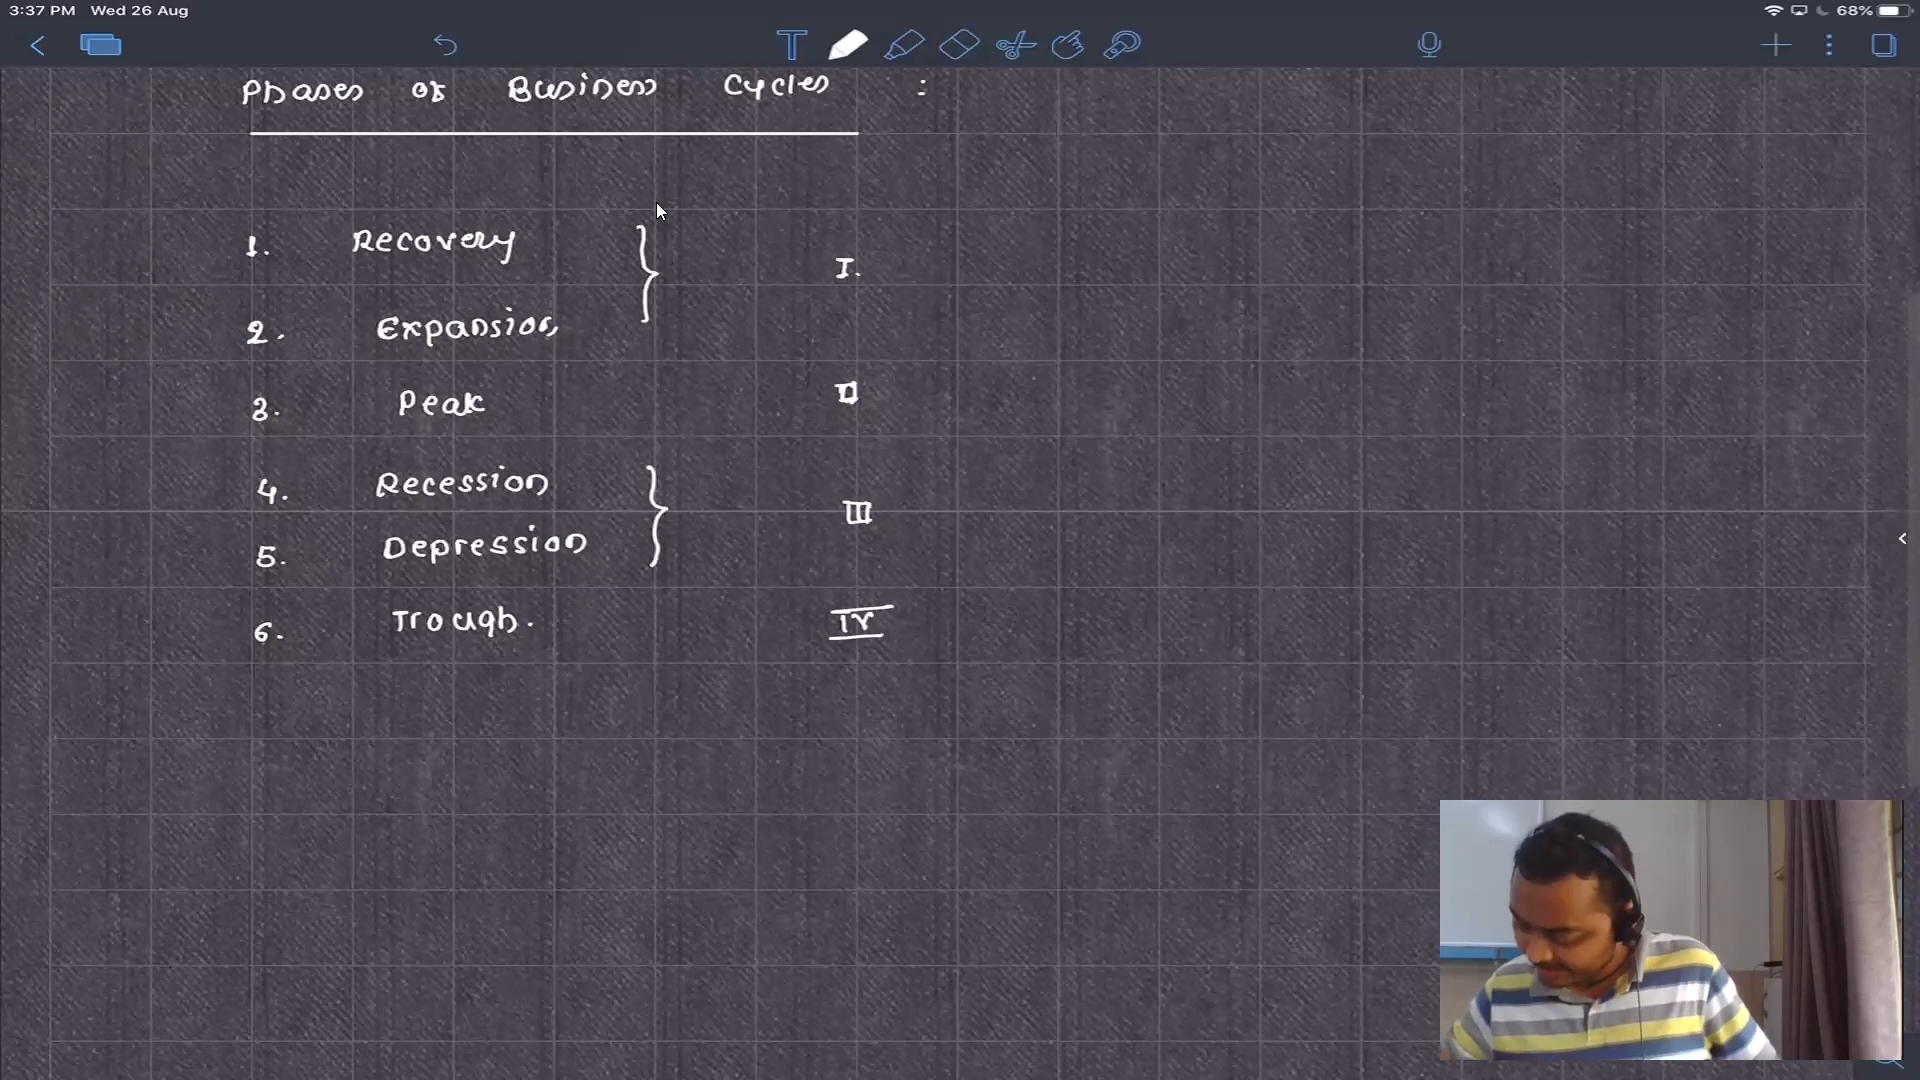 3:37 PM Wed 26 Aug 68%
Phases of Business Cycles :
1. Recovery I.
2. Expansion
3. Peak II
4. Recession III
5. Depression
6. Trough. IV